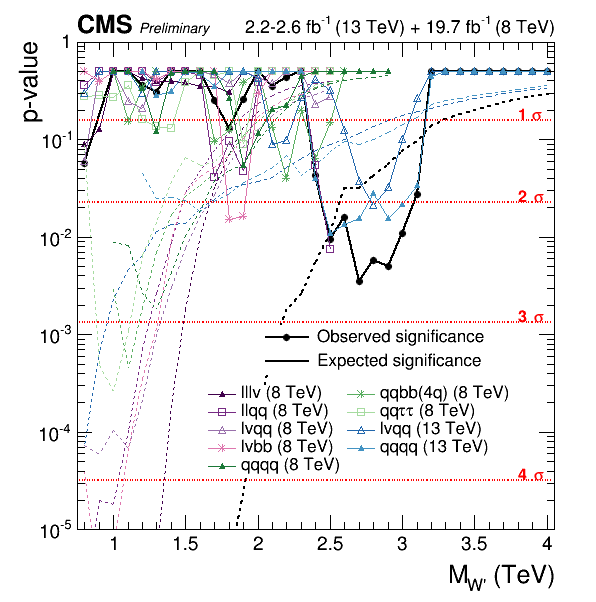 CMS Preliminary 2.2-2.6 fb⁻¹ (13 TeV) + 19.7 fb⁻¹ (8 TeV)
p-value
1
10⁻¹
10⁻²
10⁻³
10⁻⁴
10⁻⁵
1 σ
2 σ
3 σ
4 σ
Observed significance
Expected significance
lllν (8 TeV)
llqq (8 TeV)
lνqq (8 TeV)
lνbb (8 TeV)
qqqq (8 TeV)
qqbb(4q) (8 TeV)
qqττ (8 TeV)
lνqq (13 TeV)
qqqq (13 TeV)
1 1.5 2 2.5 3 3.5 4
M_W' (TeV)